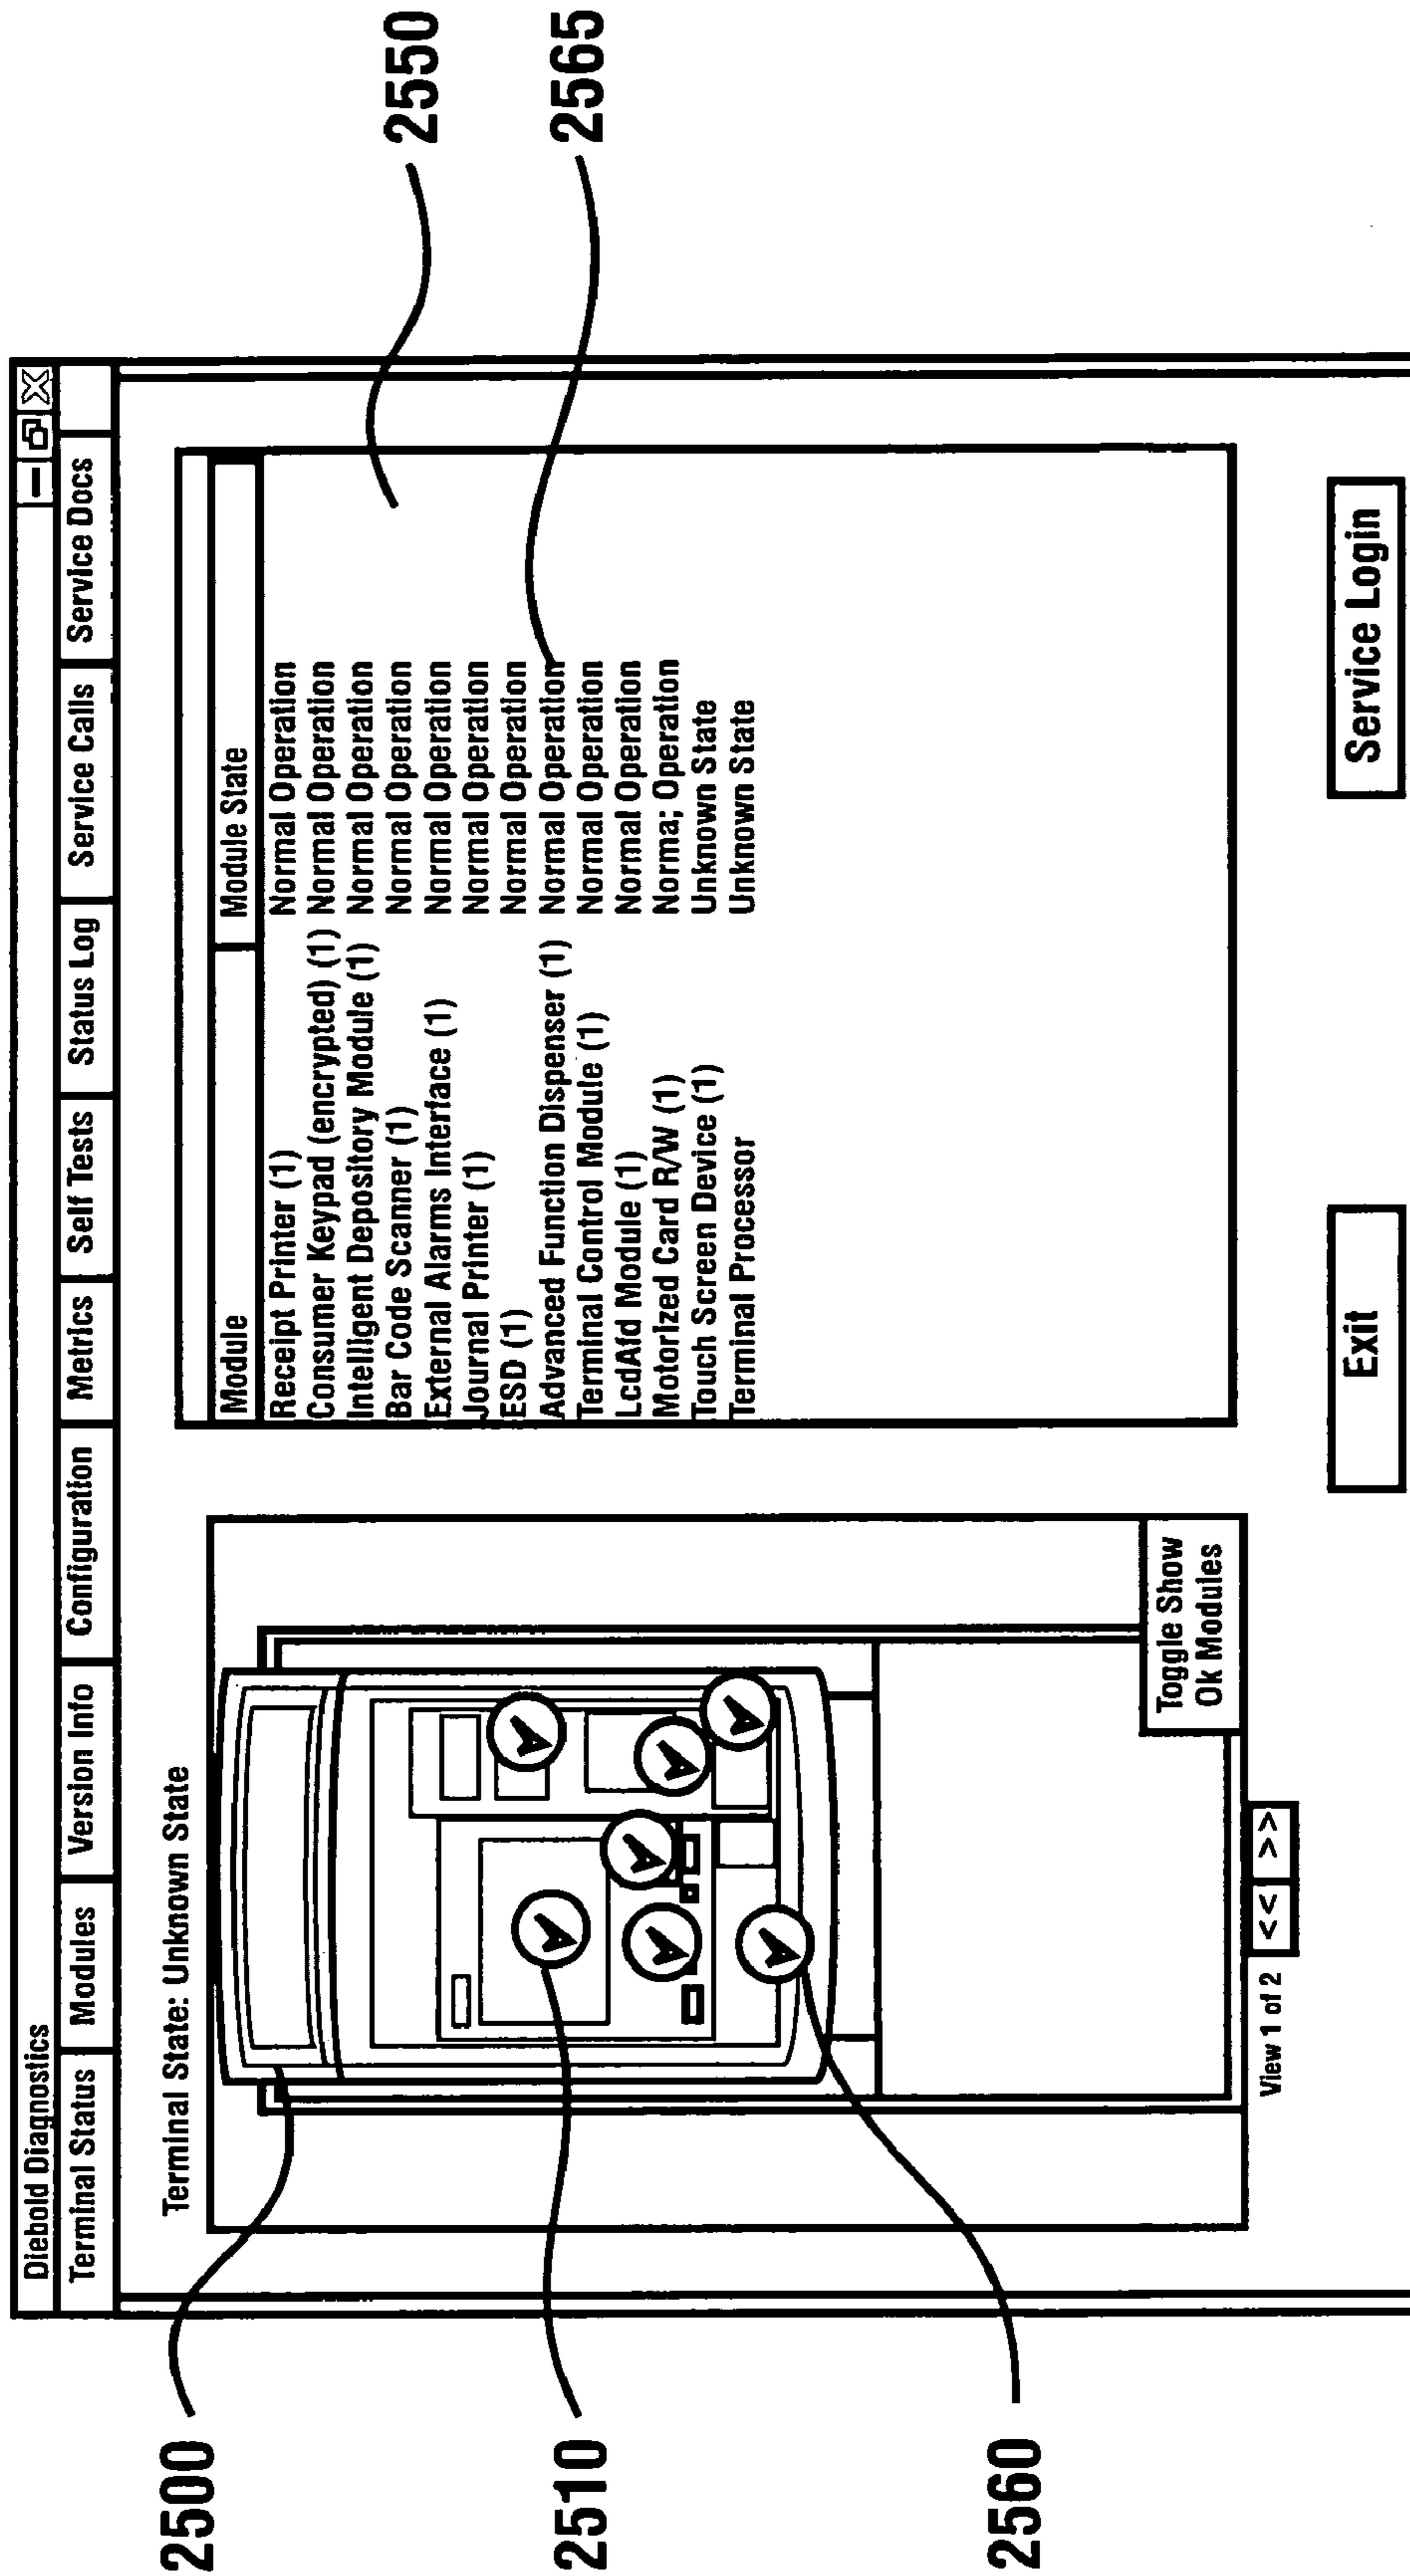 Diebold Diagnostics
Terminal Status Modules Version Info Configuration Metrics Self Tests Status Log Service Calls Service Docs
Terminal State: Unknown State
Toggle Show
Ok Modules
View 1 of 2 << >>
Module Module State
Receipt Printer (1) Normal Operation
Consumer Keypad (encrypted) (1) Normal Operation
Intelligent Depository Module (1) Normal Operation
Bar Code Scanner (1) Normal Operation
External Alarms Interface (1) Normal Operation
Journal Printer (1) Normal Operation
ESD (1) Normal Operation
Advanced Function Dispenser (1) Normal Operation
Terminal Control Module (1) Normal Operation
LcdAfd Module (1) Normal Operation
Motorized Card R/W (1) Norma; Operation
Touch Screen Device (1) Unknown State
Terminal Processor Unknown State
Exit Service Login
2500
2510
2560
2550
2565